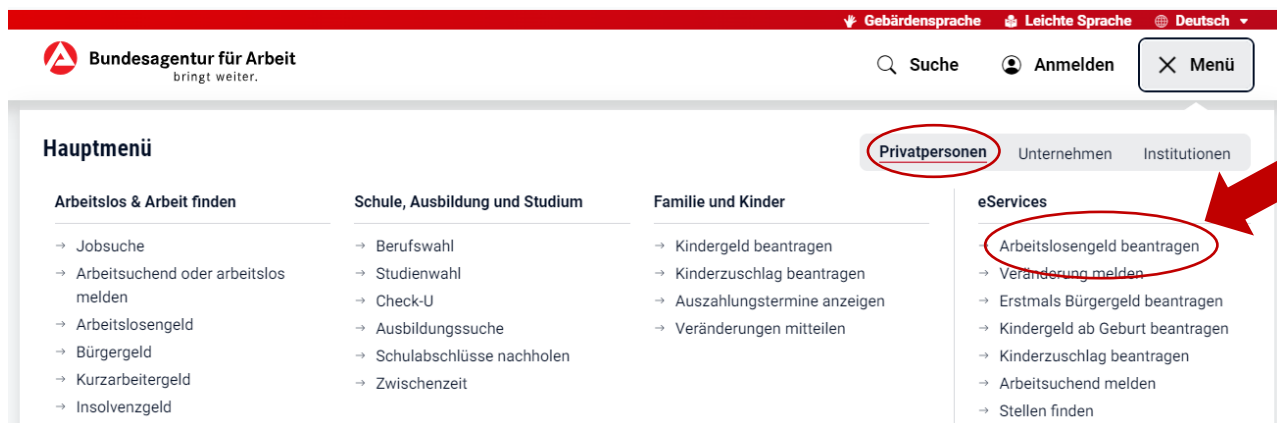 Gebärdensprache Leichte Sprache Deutsch
Bundesagentur für Arbeit
bringt weiter.
Suche Anmelden Menü
Hauptmenü
Privatpersonen Unternehmen Institutionen
Arbeitslos & Arbeit finden
→ Jobsuche
→ Arbeitsuchend oder arbeitslos
melden
→ Arbeitslosengeld
→ Bürgergeld
→ Kurzarbeitergeld
→ Insolvenzgeld
Schule, Ausbildung und Studium
→ Berufswahl
→ Studienwahl
→ Check-U
→ Ausbildungssuche
→ Schulabschlüsse nachholen
→ Zwischenzeit
Familie und Kinder
→ Kindergeld beantragen
→ Kinderzuschlag beantragen
→ Auszahlungstermine anzeigen
→ Veränderungen mitteilen
eServices
→ Arbeitslosengeld beantragen
→ Veränderung melden
→ Erstmals Bürgergeld beantragen
→ Kindergeld ab Geburt beantragen
→ Kinderzuschlag beantragen
→ Arbeitsuchend melden
→ Stellen finden